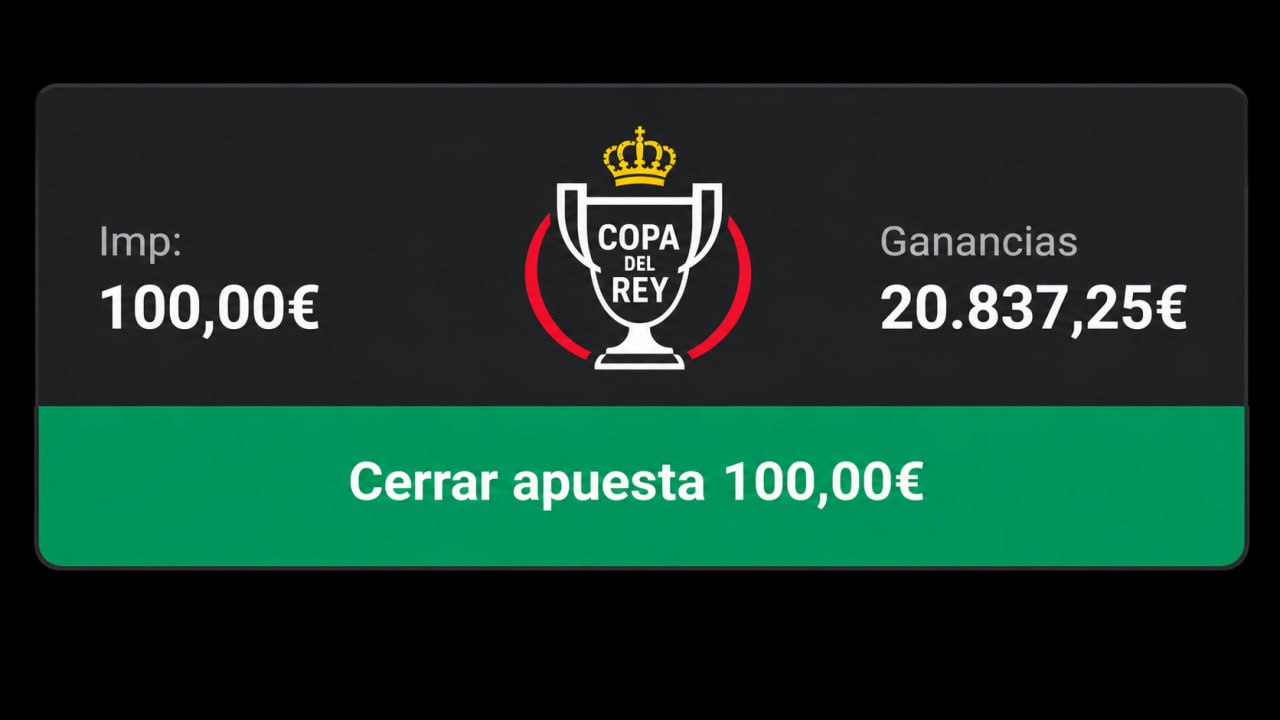 COPA
DEL
REY
Imp:
100,00€
Ganancias
20.837,25€
Cerrar apuesta 100,00€